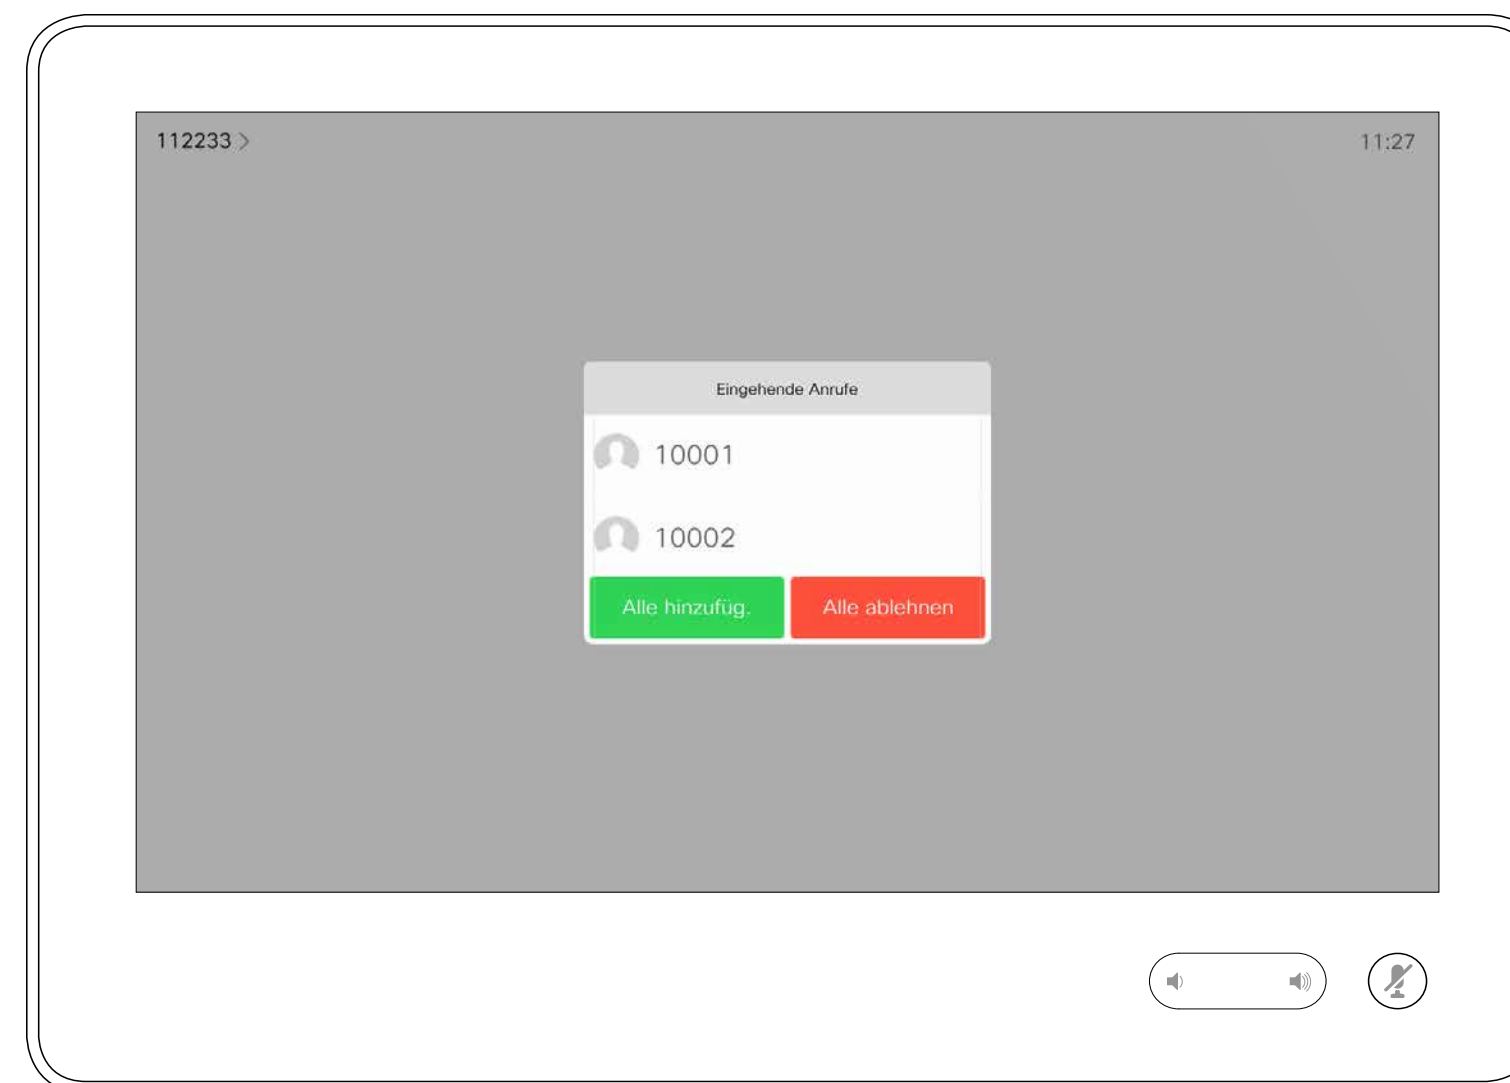 112233
11:27
Eingehende Anrufe
10001
10002
Alle hinzufüg.
Alle ablehnen